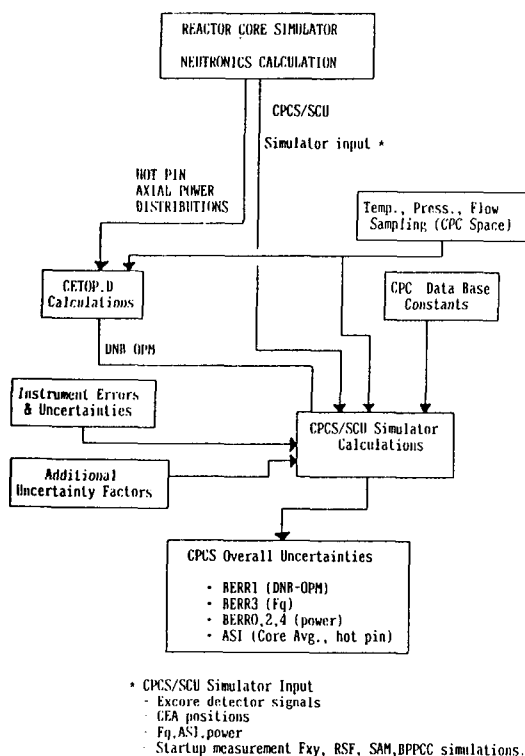 REACTOR CORE SIMULATOR
NEUTRONICS CALCULATION
CPCS/SCU
Simulator input *
HOT PIN
AXIAL POWER
DISTRIBUTIONS
Temp., Press., Flow
Sampling (CPC Space)
CETOP.D
Calculations
CPC Data Base
Constants
DNB OPM
Instrument Errors
& Uncertainties
CPCS/SCU Simulator
Calculations
Additional
Uncertainty Factors
CPCS Overall Uncertainties
· BERR1 (DNB-OPM)
· BERR3 (Fq)
· BERR0,2,4 (power)
· ASI (Core Avg., hot pin)
* CPCS/SCU Simulator Input
- Excore detector signals
- CEA positions
- Fq,ASI,power
- Startup measurement Fxy, RSF, SAM,BPPCC simulations.